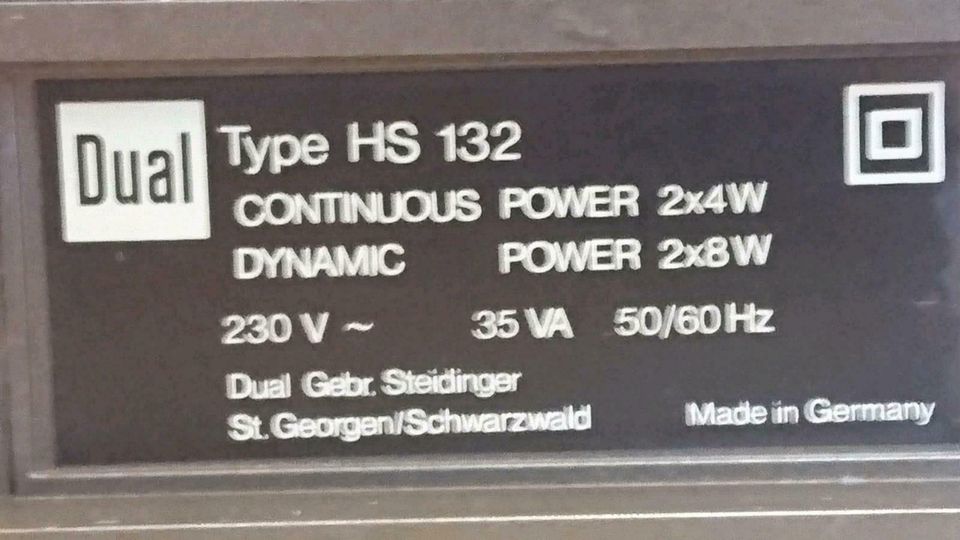 Dual
Type HS 132
CONTINUOUS POWER 2x4W
DYNAMIC POWER 2x8W
230 V ~ 35 VA 50/60 Hz
Dual Gebr. Steidinger
St. Georgen/Schwarzwald
Made in Germany